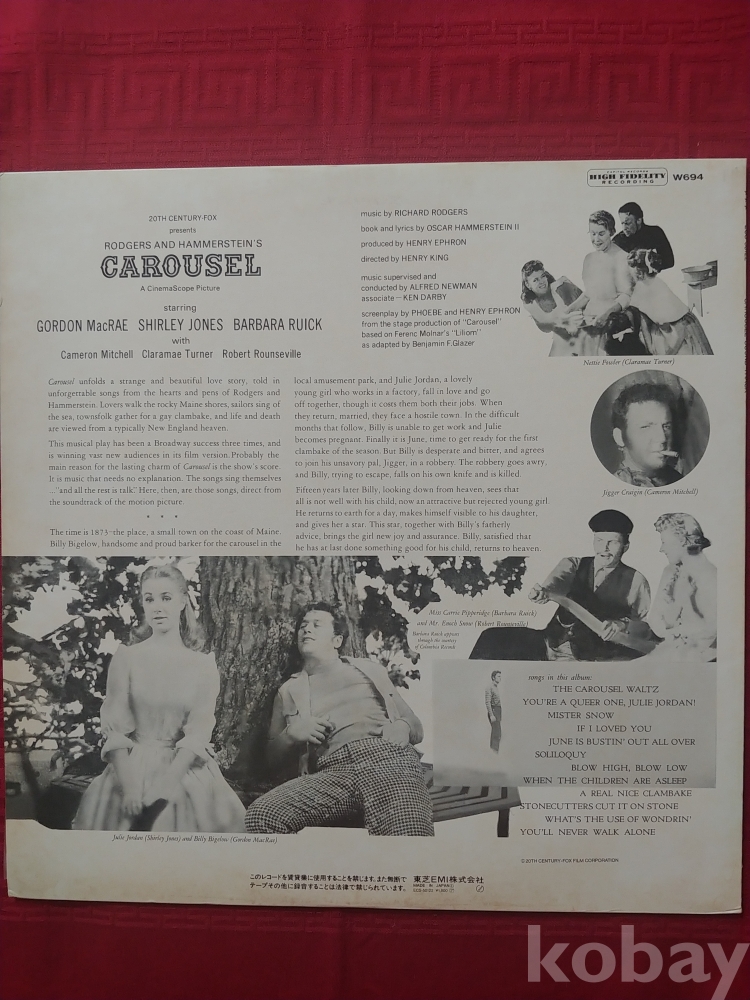 CAPITOL RECORDS
HIGH FIDELITY
RECORDING
W694
20TH CENTURY-FOX
presents
RODGERS AND HAMMERSTEIN'S
CAROUSEL
A CinemaScope Picture
starring
GORDON MacRAE SHIRLEY JONES BARBARA RUICK
with
Cameron Mitchell Claramae Turner Robert Rounseville
music by RICHARD RODGERS
book and lyrics by OSCAR HAMMERSTEIN II
produced by HENRY EPHRON
directed by HENRY KING
music supervised and
conducted by ALFRED NEWMAN
associate—KEN DARBY
screenplay by PHOEBE and HENRY EPHRON
from the stage production of "Carousel"
based on Ferenc Molnar's "Liliom"
as adapted by Benjamin F.Glazer
Nettie Fowler (Claramae Turner)
Carousel unfolds a strange and beautiful love story, told in
unforgettable songs from the hearts and pens of Rodgers and
Hammerstein. Lovers walk the rocky Maine shores, sailors sing of
the sea, townsfolk gather for a gay clambake, and life and death
are viewed from a typically New England heaven.
This musical play has been a Broadway success three times, and
is winning vast new audiences in its film version.Probably the
main reason for the lasting charm of Carousel is the show's score.
It is music that needs no explanation. The songs sing themselves
..."and all the rest is talk." Here, then, are those songs, direct from
the soundtrack of the motion picture.
* * *
The time is 1873—the place, a small town on the coast of Maine.
Billy Bigelow, handsome and proud barker for the carousel in the
local amusement park, and Julie Jordan, a lovely
young girl who works in a factory, fall in love and go
off together, though it costs them both their jobs. When
they return, married, they face a hostile town. In the difficult
months that follow, Billy is unable to get work and Julie
becomes pregnant. Finally it is June, time to get ready for the first
clambake of the season. But Billy is desperate and bitter, and agrees
to join his unsavory pal, Jigger, in a robbery. The robbery goes awry,
and Billy, trying to escape, falls on his own knife and is killed.
Fifteen years later Billy, looking down from heaven, sees that
all is not well with his child, now an attractive but rejected young girl.
He returns to earth for a day, makes himself visible to his daughter,
and gives her a star. This star, together with Billy's fatherly
advice, brings the girl new joy and assurance. Billy, satisfied that
he has at last done something good for his child, returns to heaven.
Jigger Craigin (Cameron Mitchell)
Miss Carrie Pipperidge (Barbara Ruick)
and Mr. Enoch Snow (Robert Rounseville)
Barbara Ruick appears
through the courtesy
of Columbia Records
songs in this album:
THE CAROUSEL WALTZ
YOU'RE A QUEER ONE, JULIE JORDAN!
MISTER SNOW
IF I LOVED YOU
JUNE IS BUSTIN' OUT ALL OVER
SOLILOQUY
BLOW HIGH, BLOW LOW
WHEN THE CHILDREN ARE ASLEEP
A REAL NICE CLAMBAKE
STONECUTTERS CUT IT ON STONE
WHAT'S THE USE OF WONDRIN'
YOU'LL NEVER WALK ALONE
Julie Jordan (Shirley Jones) and Billy Bigelow (Gordon MacRae)
© 20TH CENTURY-FOX FILM CORPORATION
このレコードを賃貸業に使用することを禁じます。また無断で
テープその他に録音することは法律で禁じられています。
東芝EMI株式会社
MADE IN JAPAN
kobay